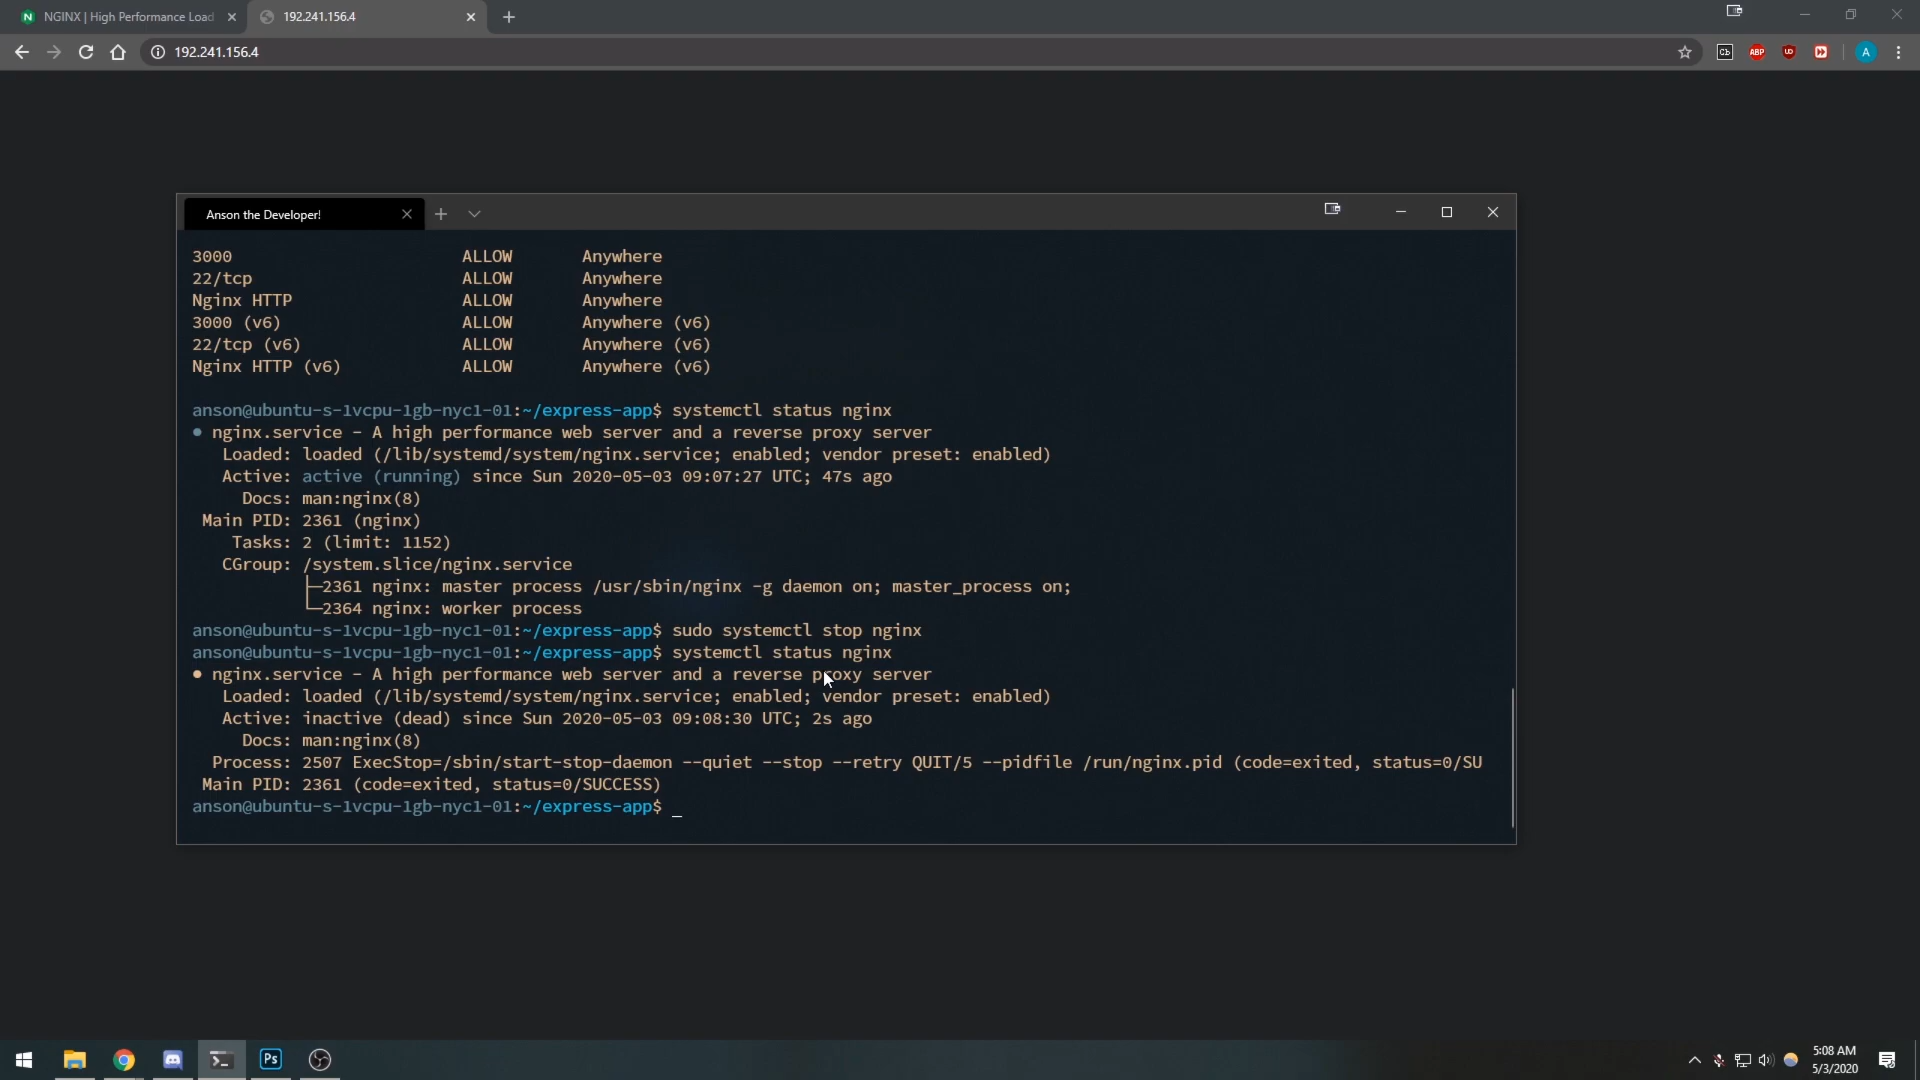 NGINX | High Performance Load
192.241.156.4
192.241.156.4
Cb
ABP
UD
A
Anson the Developer!
3000 ALLOW Anywhere
22/tcp ALLOW Anywhere
Nginx HTTP ALLOW Anywhere
3000 (v6) ALLOW Anywhere (v6)
22/tcp (v6) ALLOW Anywhere (v6)
Nginx HTTP (v6) ALLOW Anywhere (v6)
anson@ubuntu-s-1vcpu-1gb-nyc1-01:~/express-app$ systemctl status nginx
● nginx.service - A high performance web server and a reverse proxy server
Loaded: loaded (/lib/systemd/system/nginx.service; enabled; vendor preset: enabled)
Active: active (running) since Sun 2020-05-03 09:07:27 UTC; 47s ago
Docs: man:nginx(8)
Main PID: 2361 (nginx)
Tasks: 2 (limit: 1152)
CGroup: /system.slice/nginx.service
├─2361 nginx: master process /usr/sbin/nginx -g daemon on; master_process on;
└─2364 nginx: worker process
anson@ubuntu-s-1vcpu-1gb-nyc1-01:~/express-app$ sudo systemctl stop nginx
anson@ubuntu-s-1vcpu-1gb-nyc1-01:~/express-app$ systemctl status nginx
● nginx.service - A high performance web server and a reverse proxy server
Loaded: loaded (/lib/systemd/system/nginx.service; enabled; vendor preset: enabled)
Active: inactive (dead) since Sun 2020-05-03 09:08:30 UTC; 2s ago
Docs: man:nginx(8)
Process: 2507 ExecStop=/sbin/start-stop-daemon --quiet --stop --retry QUIT/5 --pidfile /run/nginx.pid (code=exited, status=0/SU
Main PID: 2361 (code=exited, status=0/SUCCESS)
anson@ubuntu-s-1vcpu-1gb-nyc1-01:~/express-app$ _
Ps
5:08 AM
5/3/2020